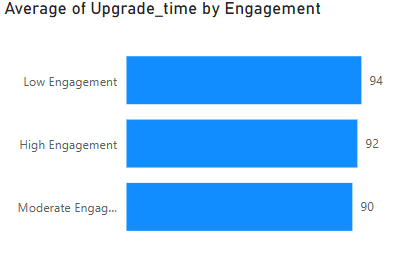 Average of Upgrade_time by Engagement
Low Engagement 94
High Engagement 92
Moderate Engag... 90